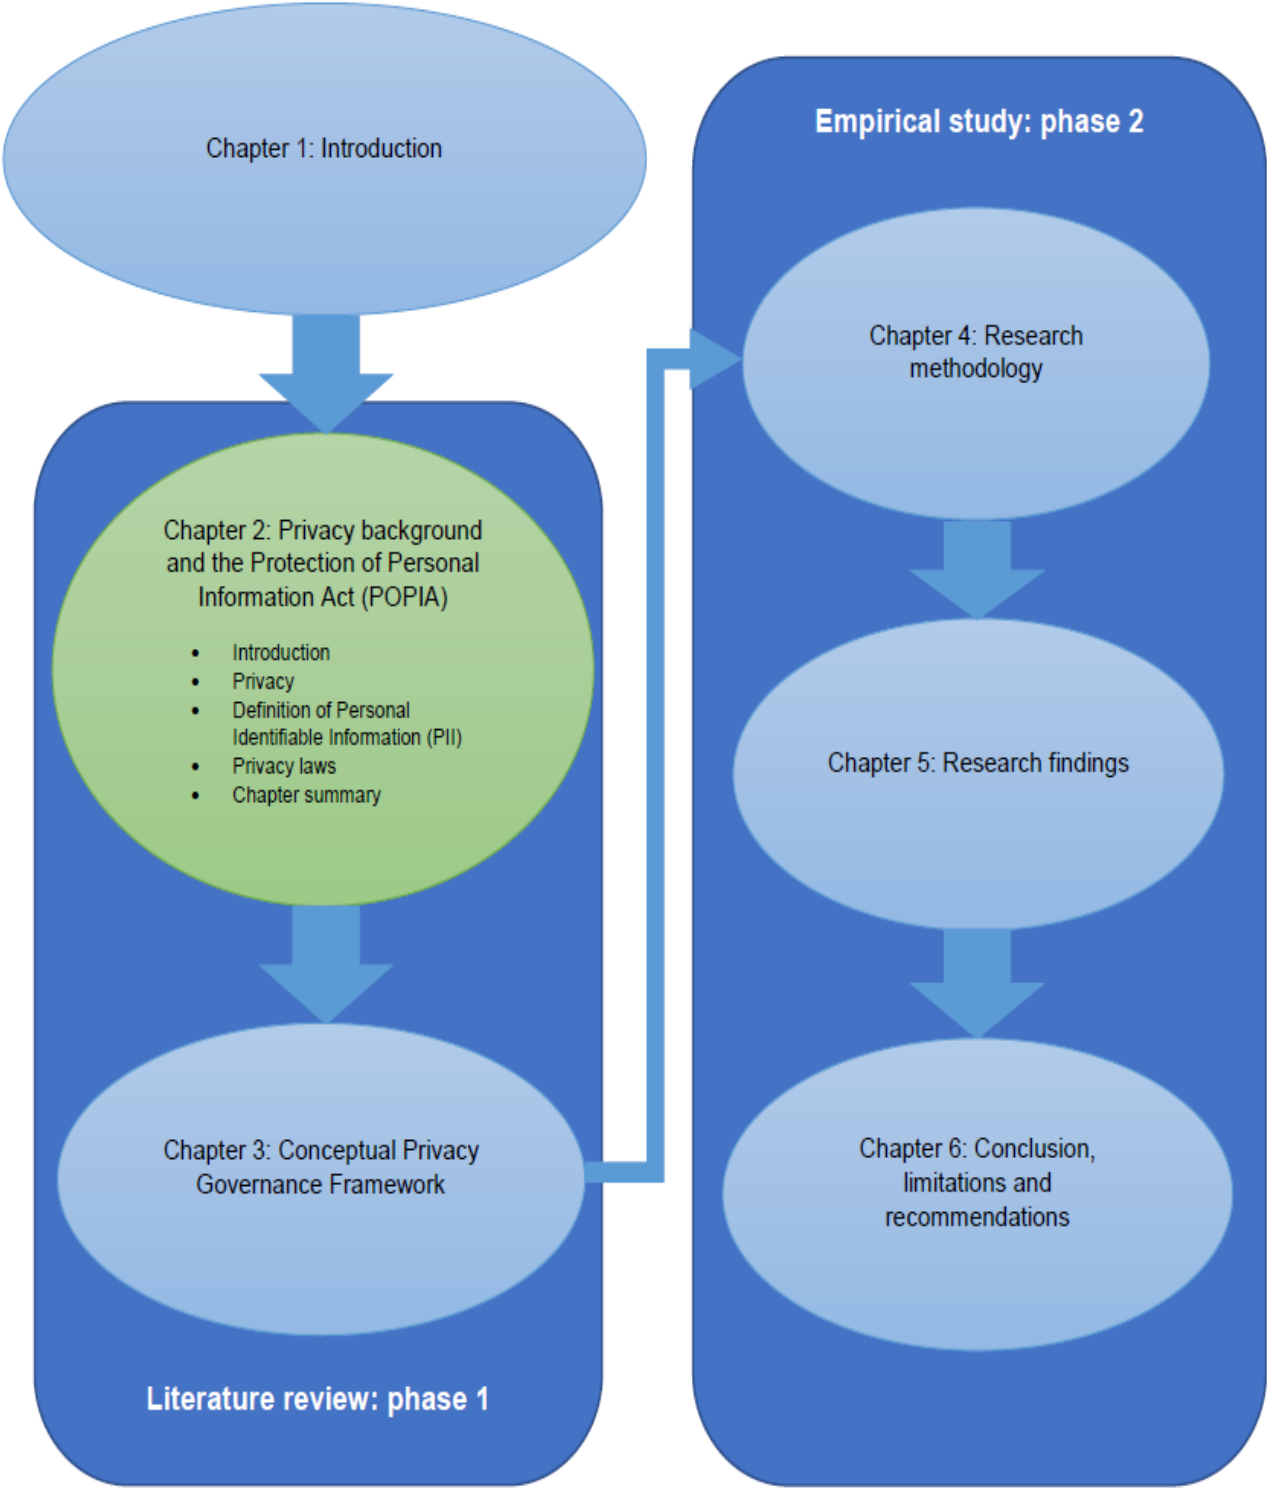 Chapter 1: Introduction
Chapter 2: Privacy background
and the Protection of Personal
Information Act (POPIA)
• Introduction
• Privacy
• Definition of Personal
Identifiable Information (PII)
• Privacy laws
• Chapter summary
Chapter 3: Conceptual Privacy
Governance Framework
Literature review: phase 1
Empirical study: phase 2
Chapter 4: Research
methodology
Chapter 5: Research findings
Chapter 6: Conclusion,
limitations and
recommendations